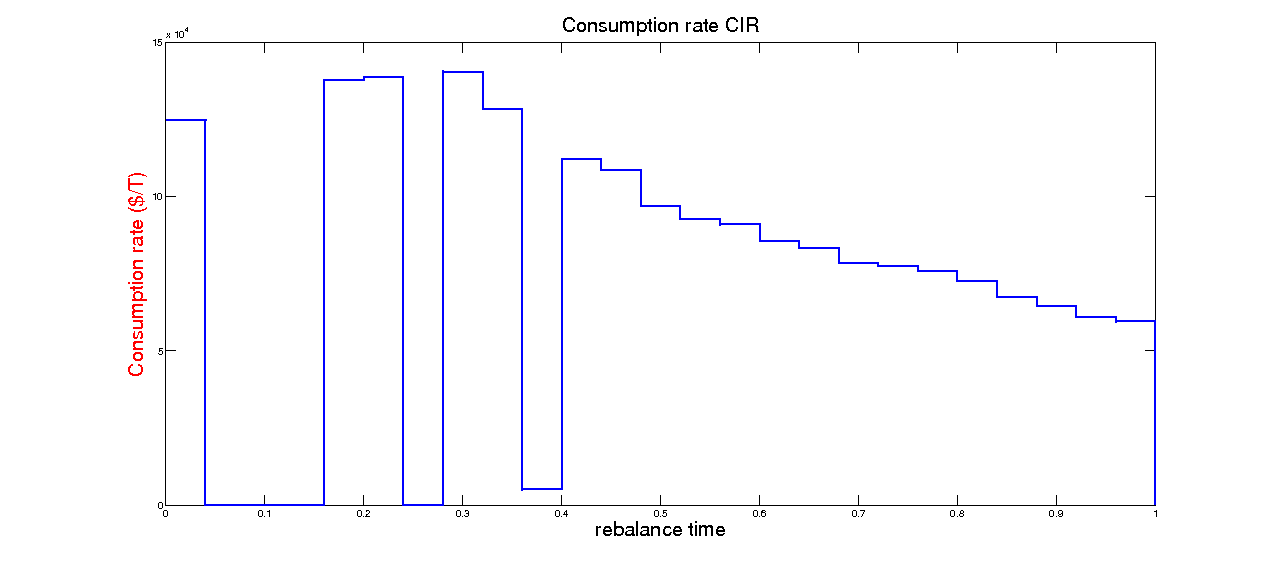 Consumption rate CIR
x 10^4
15
10
5
0
Consumption rate ($/T)
0 0.1 0.2 0.3 0.4 0.5 0.6 0.7 0.8 0.9 1
rebalance time